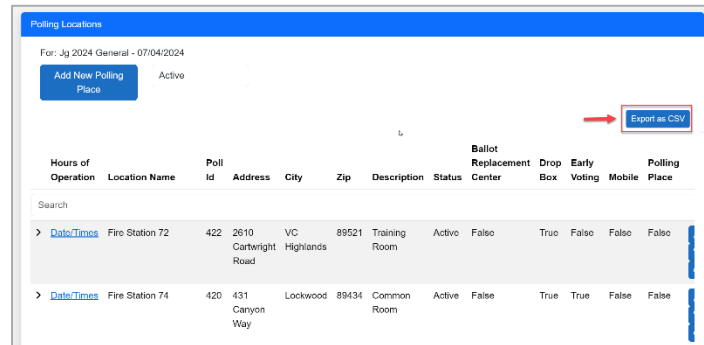 Polling Locations
For: Jg 2024 General - 07/04/2024
Add New Polling Place
Active
Export as CSV
Hours of Operation Location Name Poll Id Address City Zip Description Status Ballot Replacement Center Drop Box Early Voting Mobile Polling Place
Search
Date/Times Fire Station 72 422 2610 Cartwright Road VC Highlands 89521 Training Room Active False True False False False
Date/Times Fire Station 74 420 431 Canyon Way Lockwood 89434 Common Room Active False True True False False